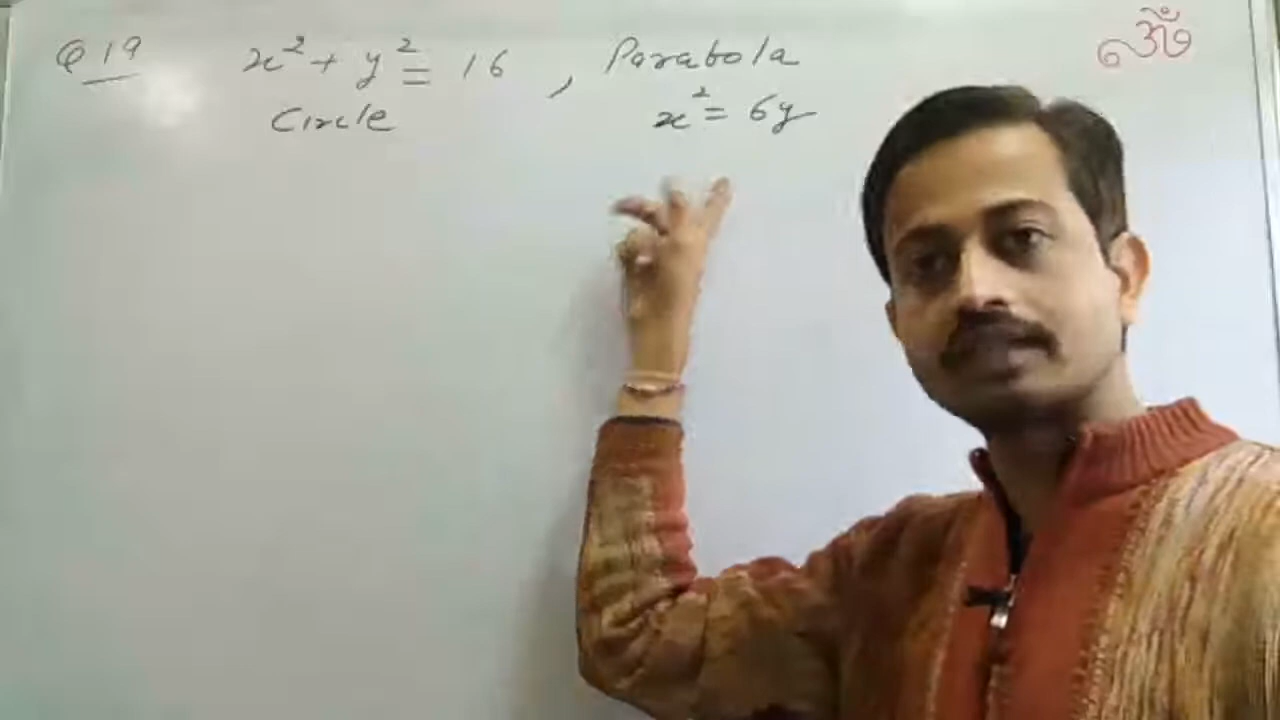 Q 19 x² + y² = 16 , Parabola
Circle x² = 6y
ॐ